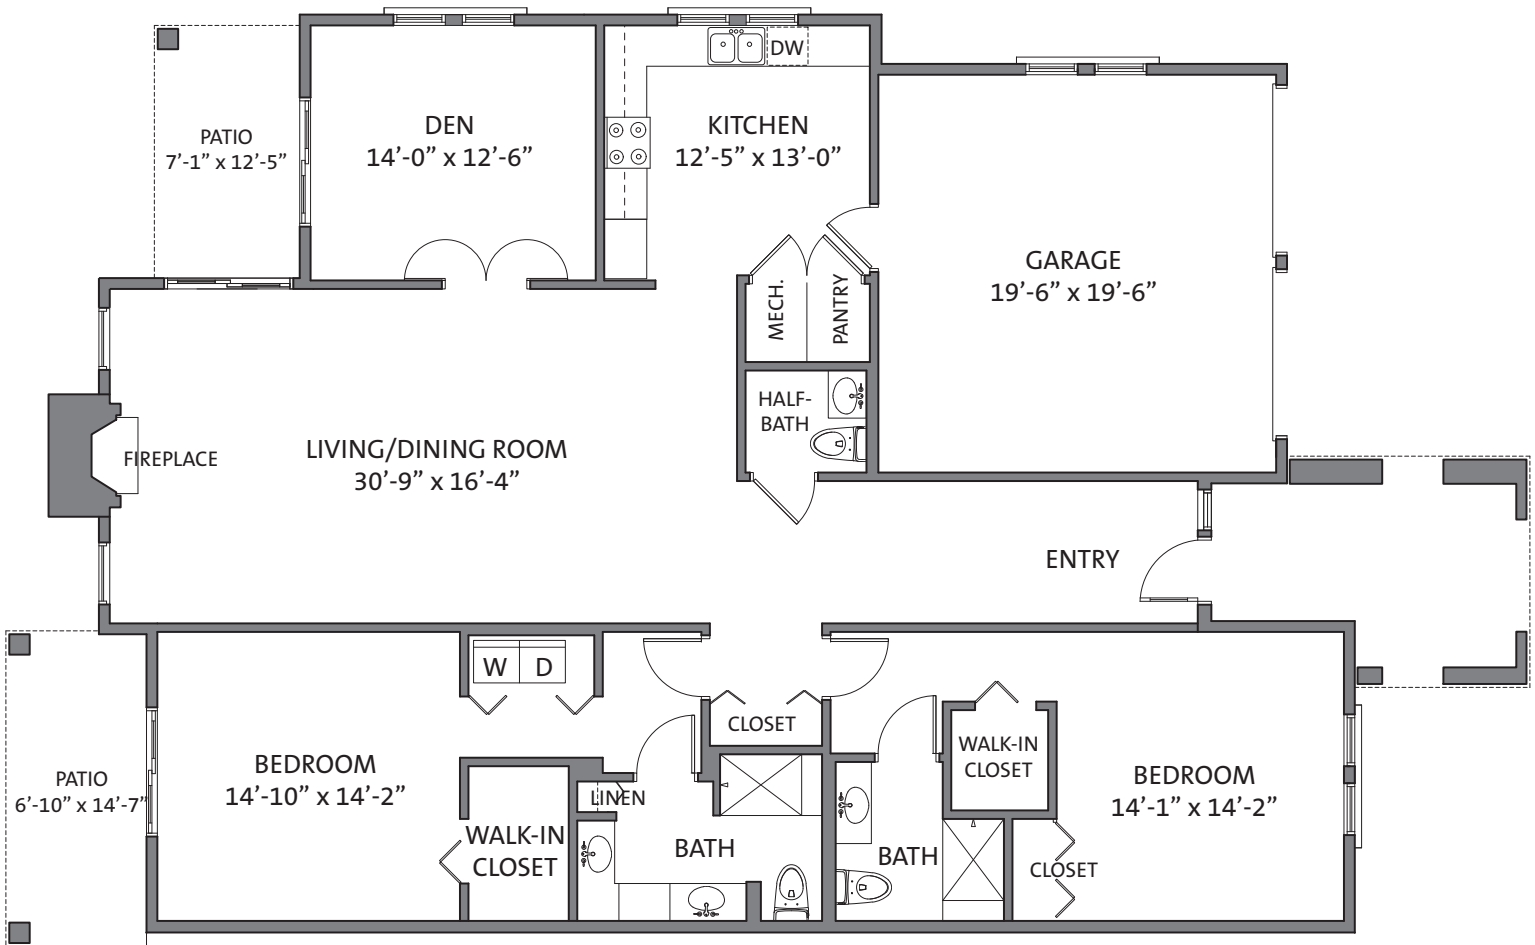 DW
PATIO
7’-1” x 12’-5”
DEN
14’-0” x 12’-6”
KITCHEN
12’-5” x 13’-0”
GARAGE
19’-6” x 19’-6”
MECH.
PANTRY
HALF-
BATH
FIREPLACE
LIVING/DINING ROOM
30’-9” x 16’-4”
ENTRY
W D
CLOSET
PATIO
6’-10” x 14’-7”
BEDROOM
14’-10” x 14’-2”
LINEN
WALK-IN
CLOSET
BATH
BATH
WALK-IN
CLOSET
CLOSET
BEDROOM
14’-1” x 14’-2”